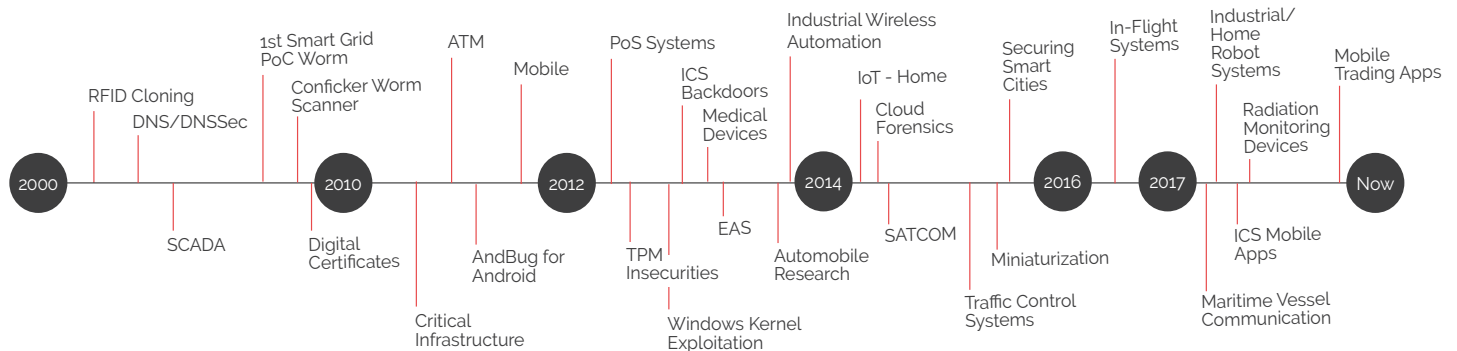 2000
RFID Cloning
DNS/DNSSec
SCADA
1st Smart Grid
PoC Worm
Conficker Worm
Scanner
Digital
Certificates
2010
Critical
Infrastructure
ATM
AndBug for
Android
Mobile
2012
PoS Systems
TPM
Insecurities
Windows Kernel
Exploitation
ICS
Backdoors
Medical
Devices
EAS
Automobile
Research
Industrial Wireless
Automation
2014
IoT - Home
Cloud
Forensics
SATCOM
Traffic Control
Systems
Miniaturization
Securing
Smart
Cities
2016
In-Flight
Systems
2017
Maritime Vessel
Communication
Industrial/
Home
Robot
Systems
ICS Mobile
Apps
Radiation
Monitoring
Devices
Mobile
Trading Apps
Now